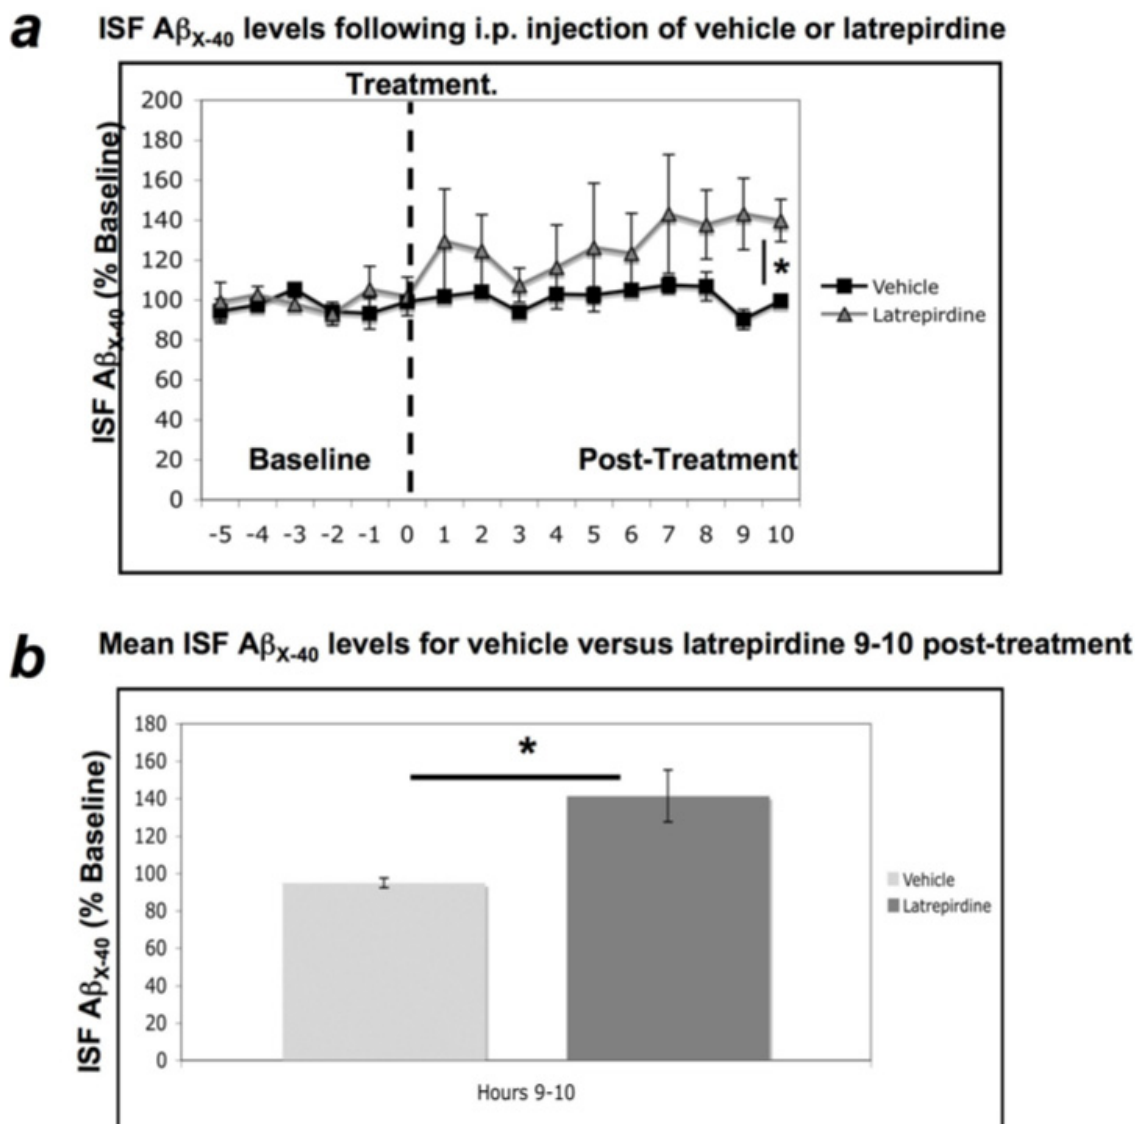 a
ISF AβX-40 levels following i.p. injection of vehicle or latrepirdine
Treatment.
ISF AβX-40 (% Baseline)
200
180
160
140
120
100
80
60
40
20
0
*
Vehicle
Latrepirdine
Baseline
Post-Treatment
-5 -4 -3 -2 -1 0 1 2 3 4 5 6 7 8 9 10
b
Mean ISF AβX-40 levels for vehicle versus latrepirdine 9-10 post-treatment
ISF AβX-40 (% Baseline)
180
160
140
120
100
80
60
40
20
0
*
Vehicle
Latrepirdine
Hours 9-10